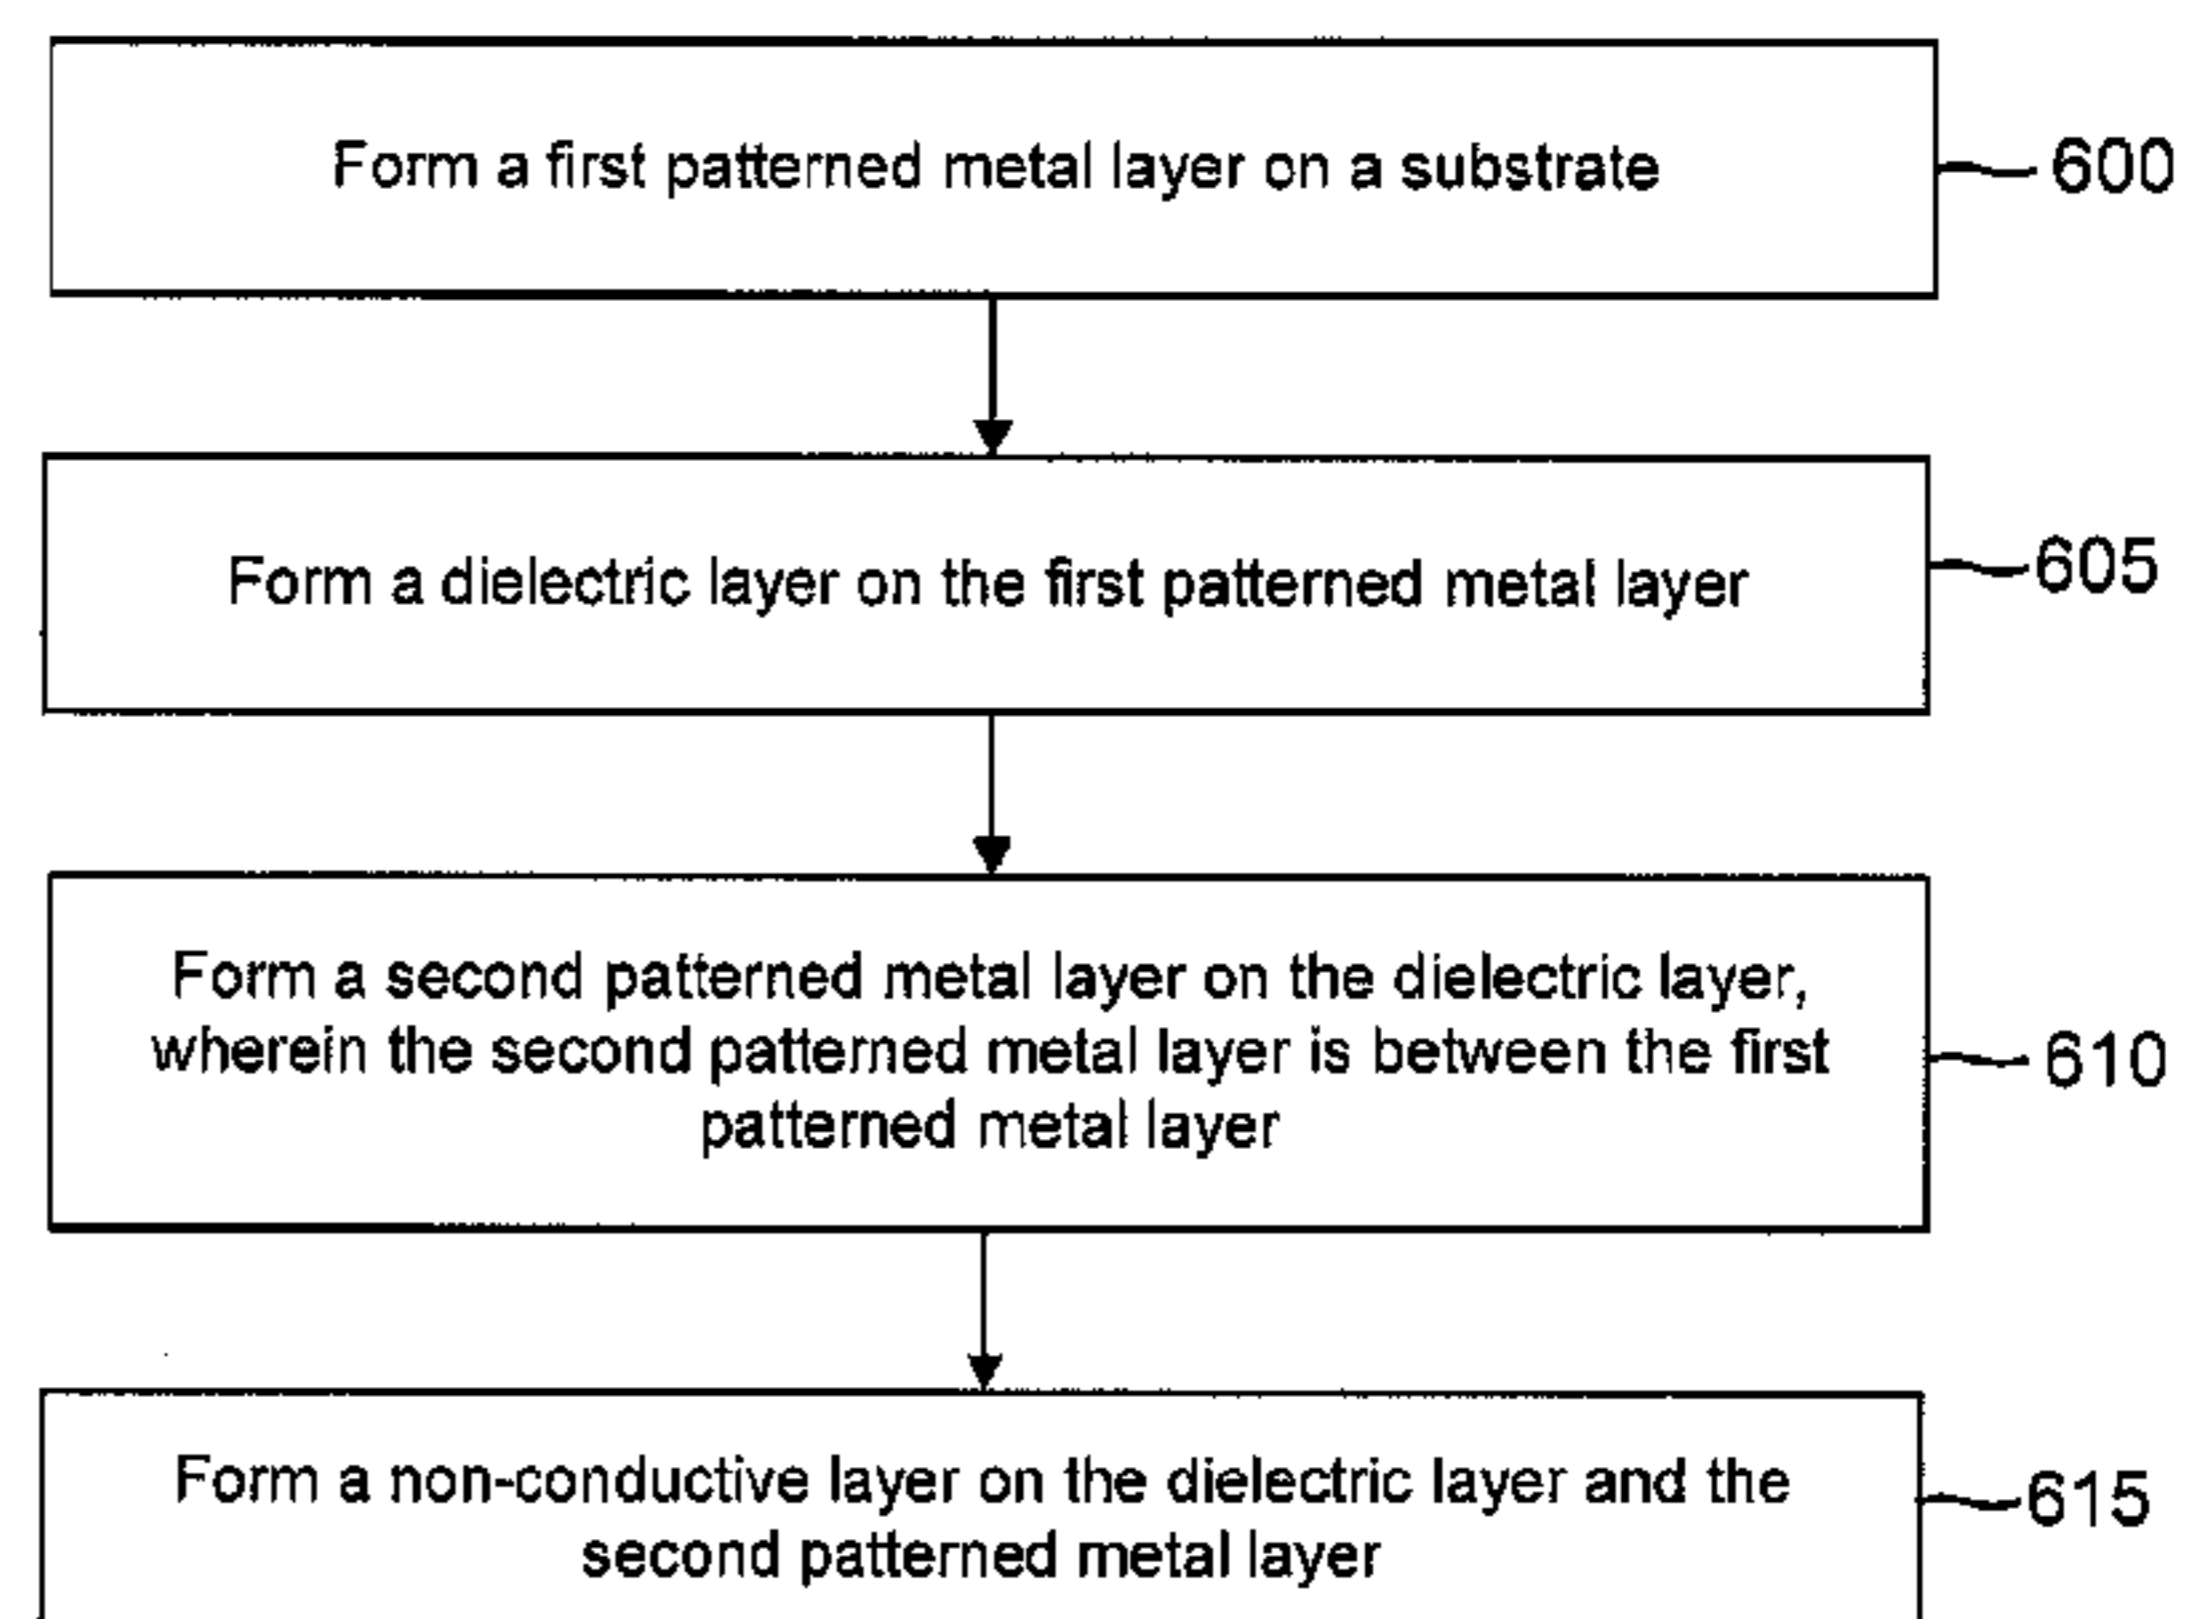 Form a first patterned metal layer on a substrate
600
Form a dielectric layer on the first patterned metal layer
605
Form a second patterned metal layer on the dielectric layer,
wherein the second patterned metal layer is between the first
patterned metal layer
610
Form a non-conductive layer on the dielectric layer and the
second patterned metal layer
615